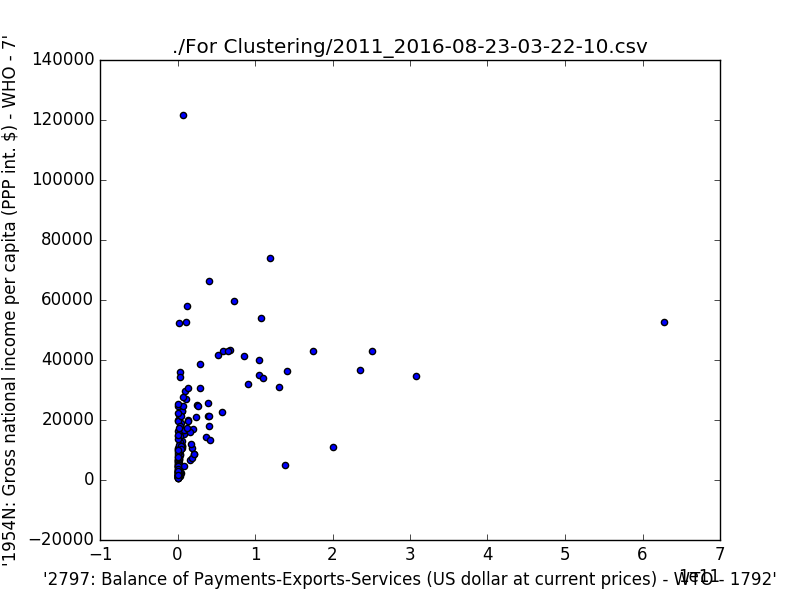 ./For Clustering/2011_2016-08-23-03-22-10.csv
'1954N: Gross national income per capita (PPP int. $) - WHO - 7'
140000
120000
100000
80000
60000
40000
20000
0
−20000
−1 0 1 2 3 4 5 6 7
1e11
'2797: Balance of Payments-Exports-Services (US dollar at current prices) - WTO - 1792'